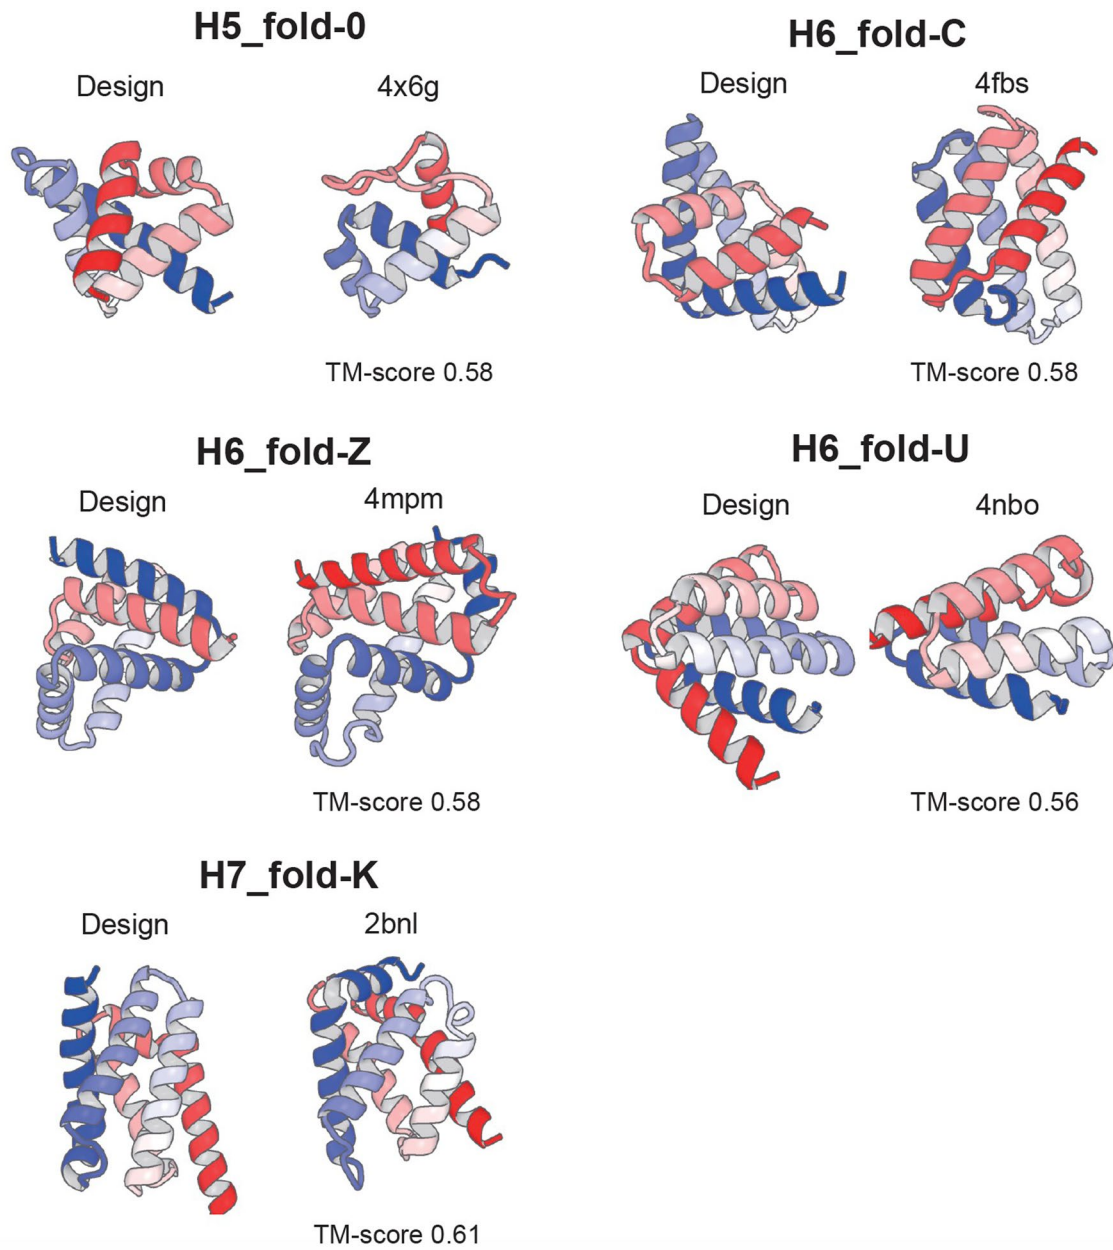 H5_fold-0
Design
4x6g
TM-score 0.58
H6_fold-C
Design
4fbs
TM-score 0.58
H6_fold-Z
Design
4mpm
TM-score 0.58
H6_fold-U
Design
4nbo
TM-score 0.56
H7_fold-K
Design
2bnl
TM-score 0.61